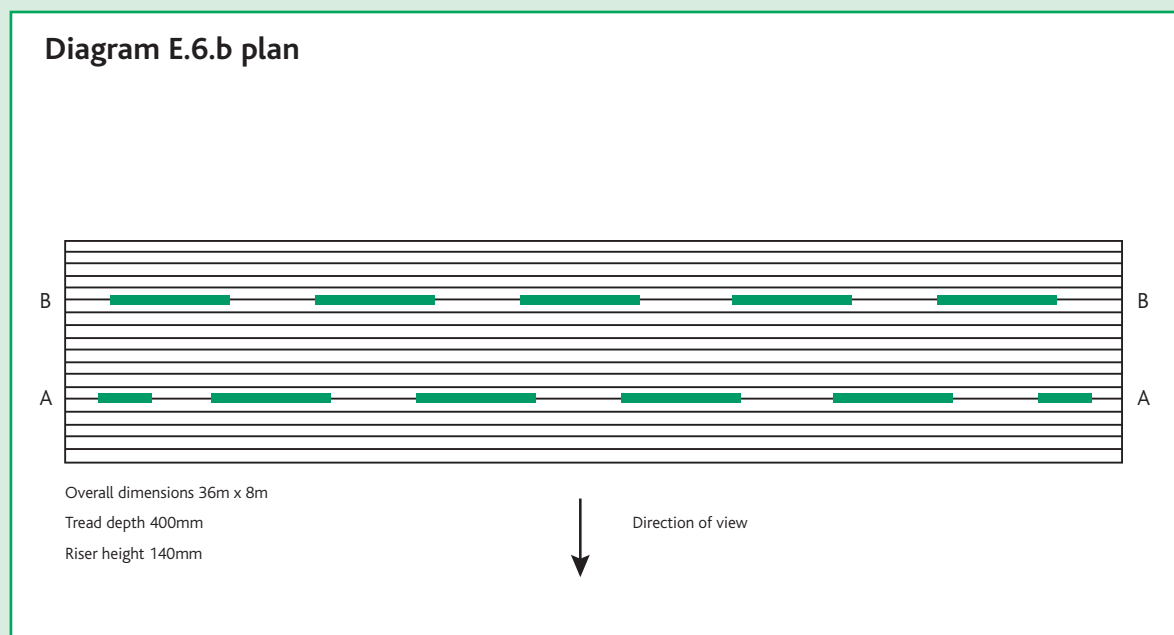 Diagram E.6.b plan
B B
A A
Overall dimensions 36m x 8m
Tread depth 400mm
Direction of view
Riser height 140mm